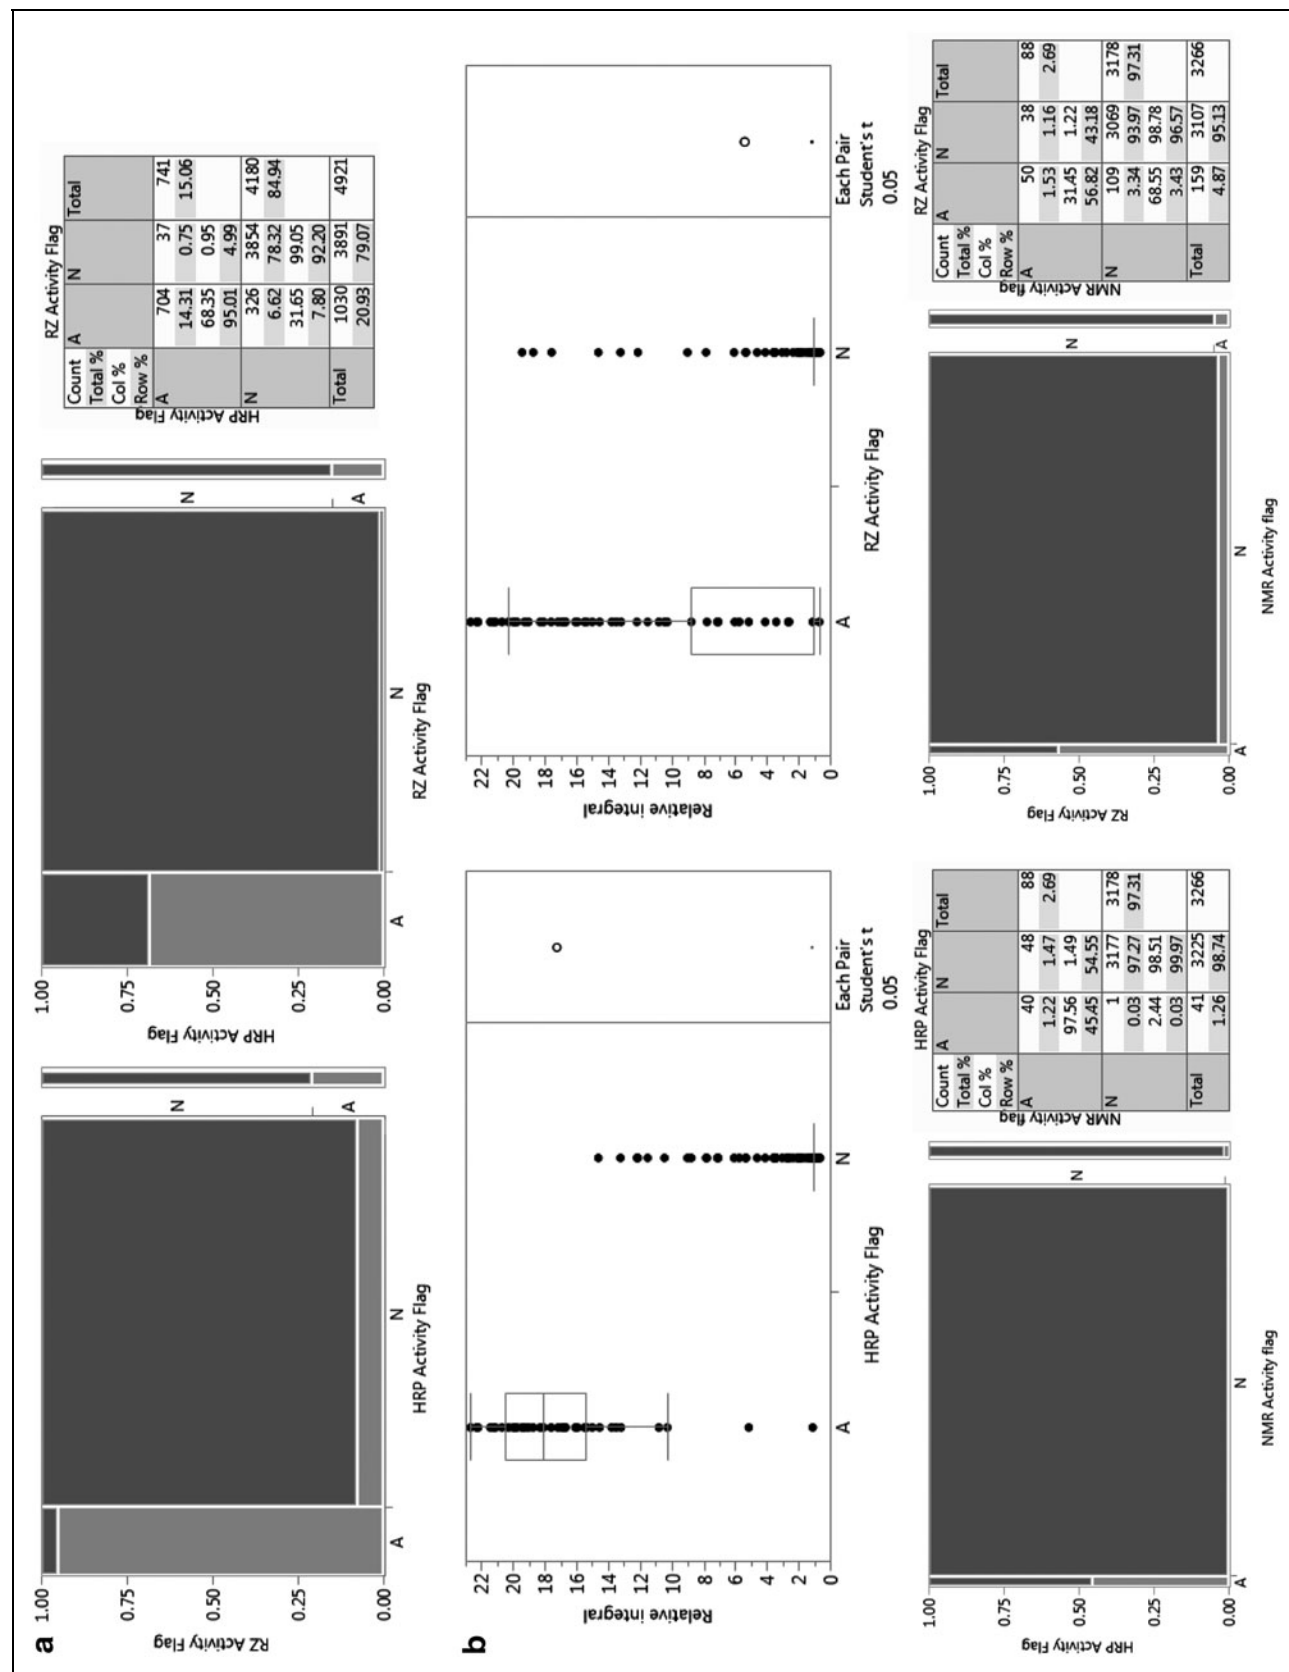 a
RZ Activity Flag
1.00
0.75
0.50
0.25
0.00
A
N
HRP Activity Flag
N
A
HRP Activity Flag
1.00
0.75
0.50
0.25
0.00
A
N
RZ Activity Flag
N
A
RZ Activity Flag
HRP Activity Flag
Count A N Total
Total %
Col %
Row %
A 704 37 741
14.31 0.75 15.06
68.35 0.95
95.01 4.99
N 326 3854 4180
6.62 78.32 84.94
31.65 99.05
7.80 92.20
Total 1030 3891 4921
20.93 79.07
b
Relative integral
22
20
18
16
14
12
10
8
6
4
2
0
A
N
HRP Activity Flag
Each Pair
Student's t
0.05
Relative integral
22
20
18
16
14
12
10
8
6
4
2
0
A
N
RZ Activity Flag
Each Pair
Student's t
0.05
HRP Activity Flag
1.00
0.75
0.50
0.25
0.00
A
N
NMR Activity flag
N
HRP Activity Flag
NMR Activity flag
Count A N Total
Total %
Col %
Row %
A 40 48 88
1.22 1.47 2.69
97.56 1.49
45.45 54.55
N 1 3177 3178
0.03 97.27 97.31
2.44 98.51
0.03 99.97
Total 41 3225 3266
1.26 98.74
RZ Activity Flag
1.00
0.75
0.50
0.25
0.00
A
N
NMR Activity flag
N
A
RZ Activity Flag
NMR Activity flag
Count A N Total
Total %
Col %
Row %
A 50 38 88
1.53 1.16 2.69
31.45 1.22
56.82 43.18
N 109 3069 3178
3.34 93.97 97.31
68.55 98.78
3.43 96.57
Total 159 3107 3266
4.87 95.13